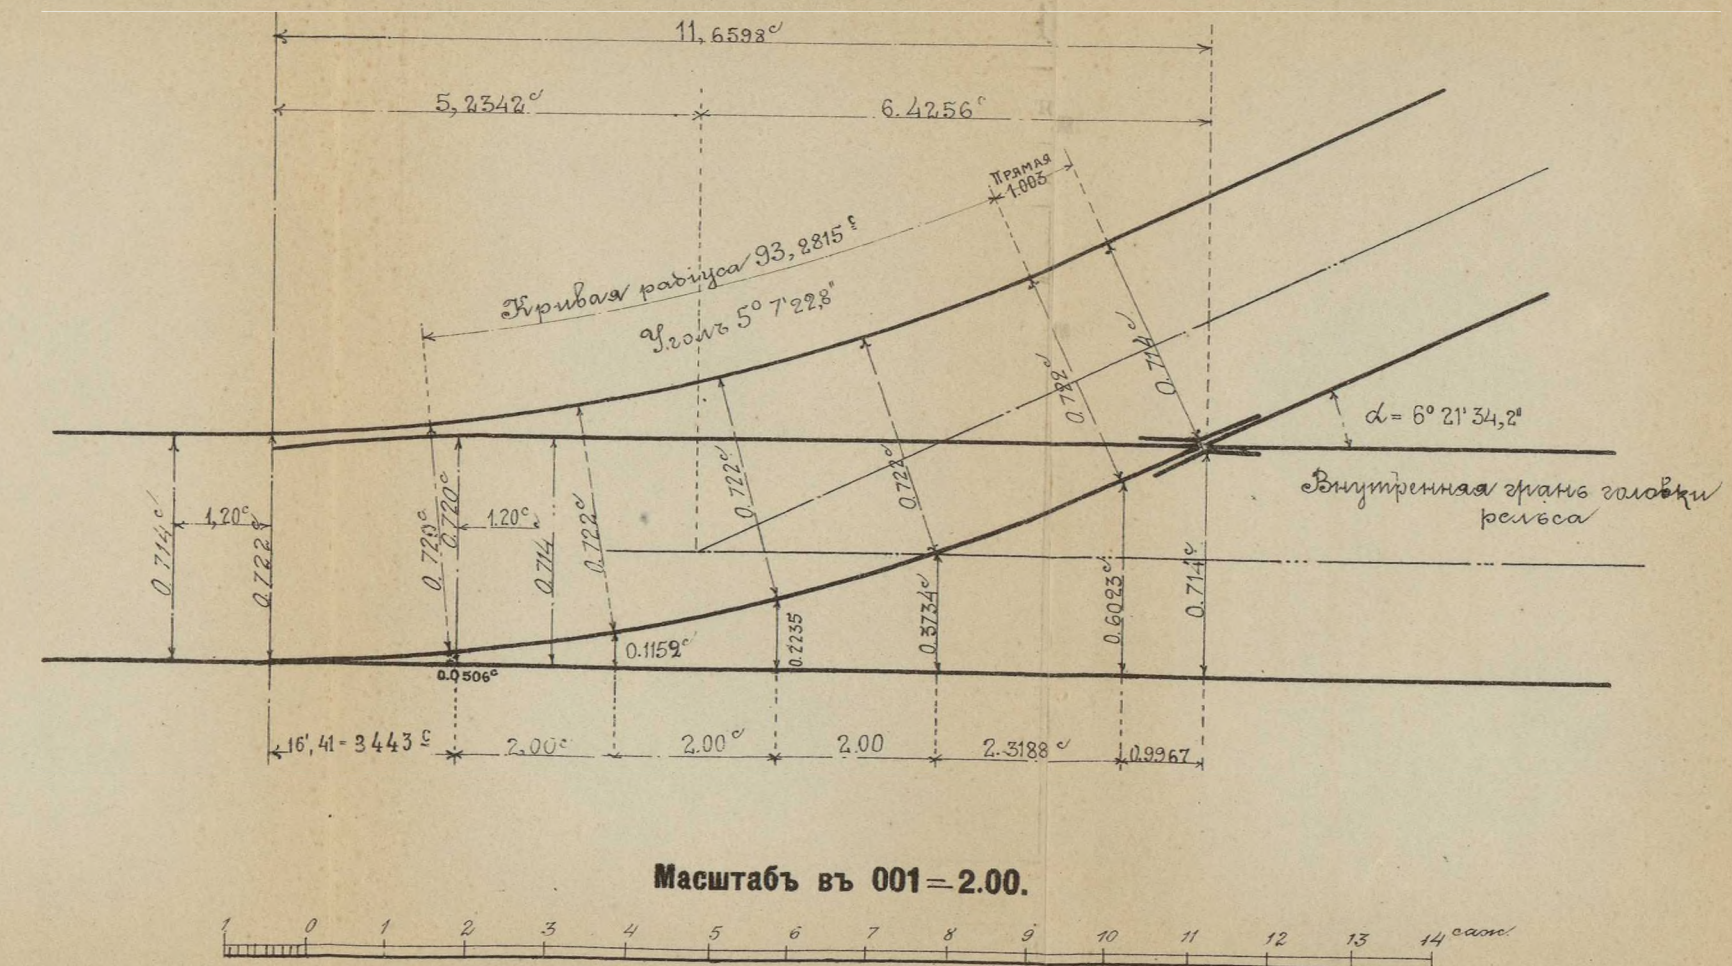 11,6598с
5,2342с
6.4256с
Прямая
1.003
Кривая радіуса 93,2815с
Уголъ 5° 7' 22,8"
0.714с
1,20с
0.722с
0.720с
0.720с
1.20с
0.714с
0.722с
0.722с
0.722с
0.722с
0.714с
α = 6° 21' 34,2"
Внутренняя грань головки
рельса
0.0506с
0.1152с
0.2235
0.3734с
0.6023с
0.714с
16', 41 = 3443с
2.00с
2.00с
2.00
2.3188с
0.9967
Масштабъ въ 001 = 2.00.
1 0 1 2 3 4 5 6 7 8 9 10 11 12 13 14 саж.